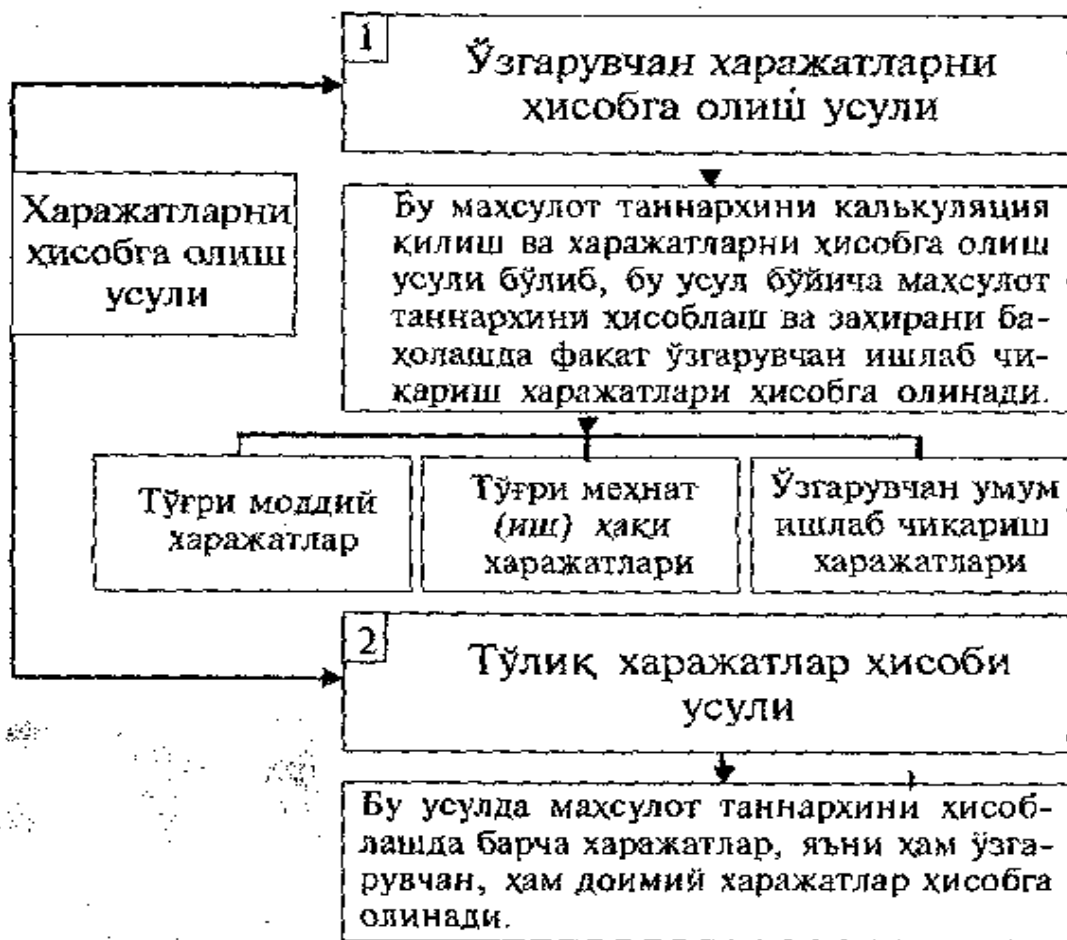 1
Ўзгарувчан харажатларни
ҳисобга олиш усули
Харажатларни
ҳисобга олиш
усули
Бу маҳсулот таннархини калькуляция
қилиш ва харажатларни ҳисобга олиш
усули бўлиб, бу усул бўйича маҳсулот
таннархини ҳисоблаш ва заҳирани ба-
ҳолашда фақат ўзгарувчан ишлаб чи-
қариш харажатлари ҳисобга олинади.
Тўғри моддий
харажатлар
Тўғри меҳнат
(иш) ҳақи
харажатлари
Ўзгарувчан умум
ишлаб чиқариш
харажатлари
2
Тўлиқ харажатлар ҳисоби
усули
Бу усулда маҳсулот таннархини ҳисоб-
лашда барча харажатлар, яъни ҳам ўзга-
рувчан, ҳам доимий харажатлар ҳисобга
олинади.